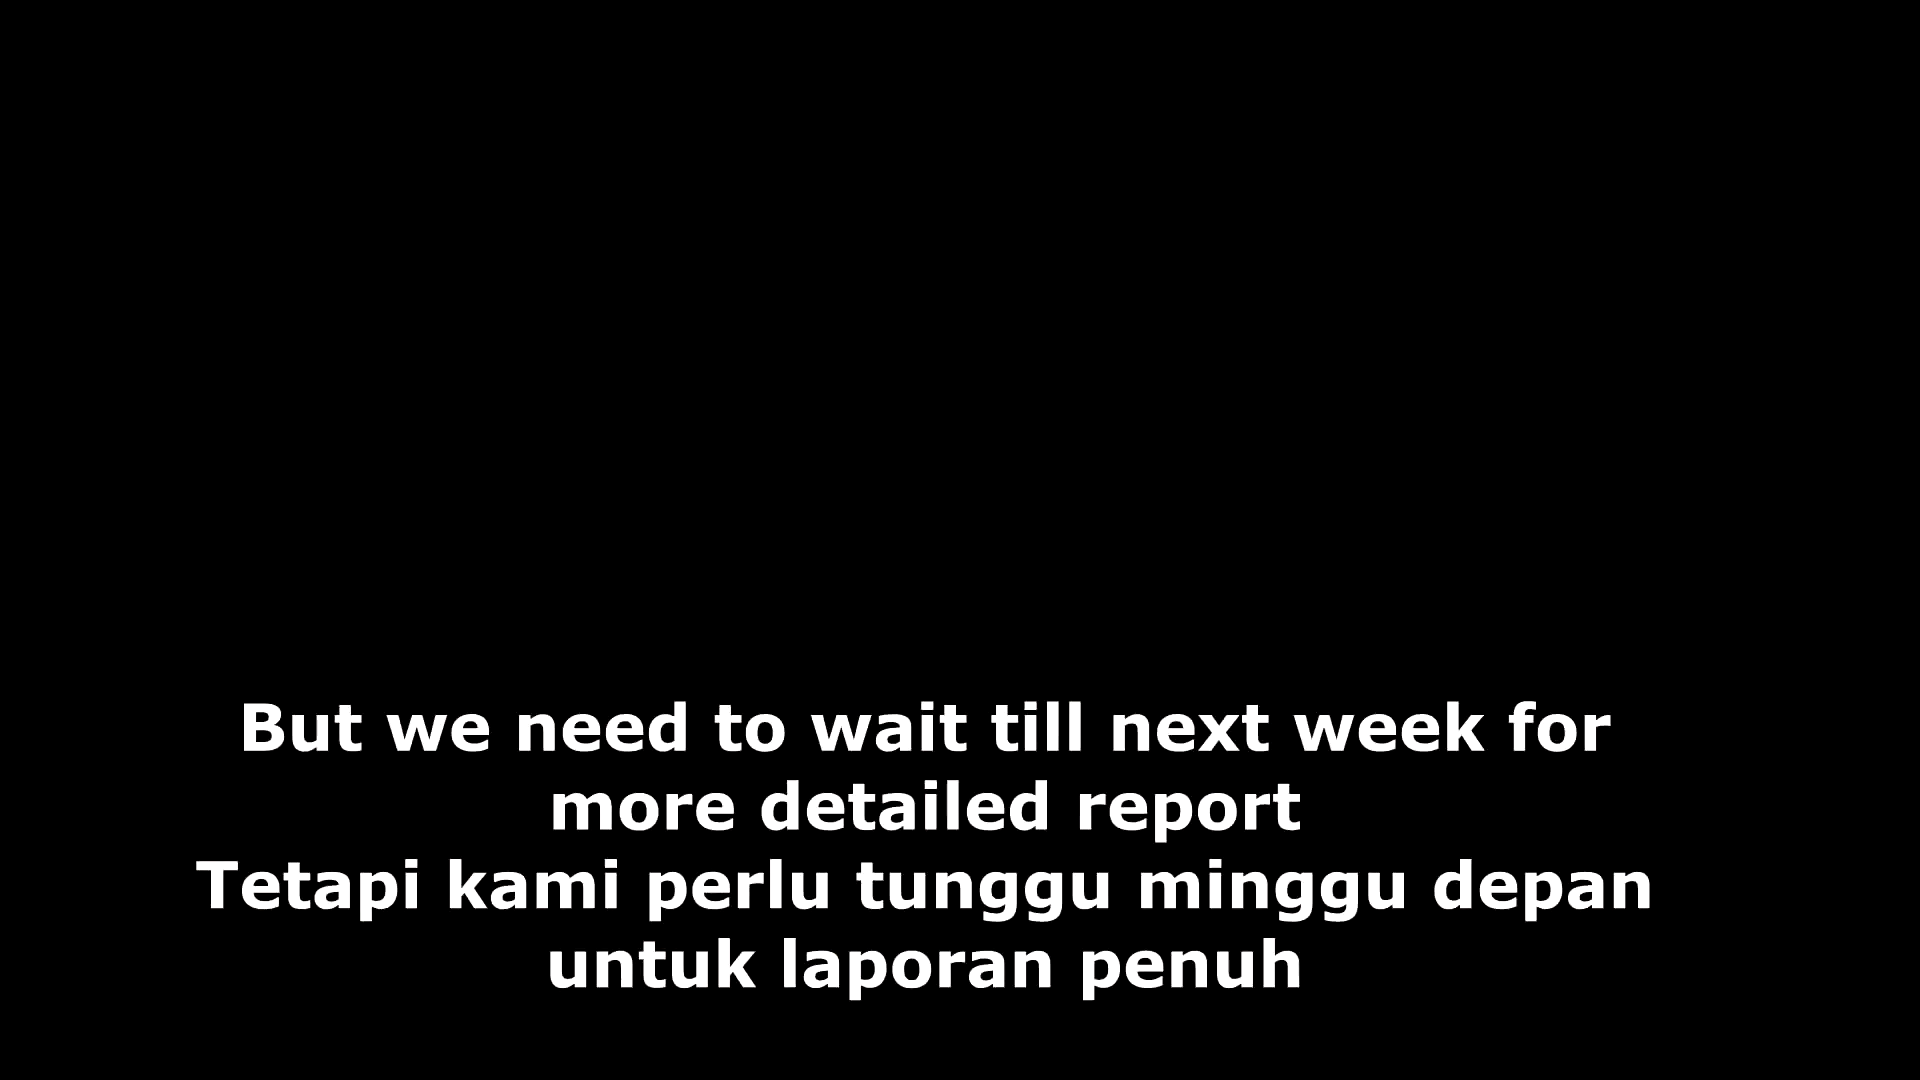 But we need to wait till next week for
more detailed report
Tetapi kami perlu tunggu minggu depan
untuk laporan penuh